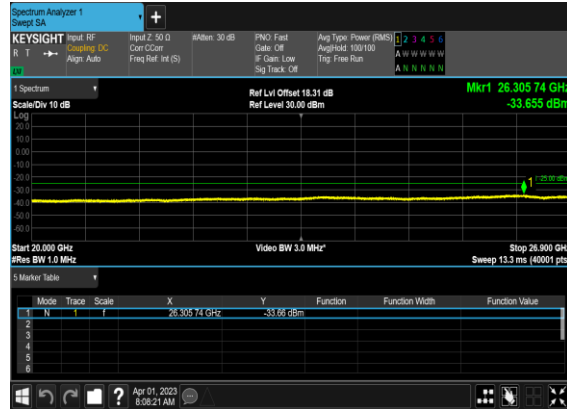 Spectrum Analyzer 1
Swept SA
+
KEYSIGHT Input: RF Input Z: 50 Ω #Atten: 30 dB PNO: Fast Avg Type: Power (RMS) 1 2 3 4 5 6
R T Coupling: DC Corr CCorr Gate: Off Avg|Hold: 100/100 A W W W W W
Align: Auto Freq Ref: Int (S) IF Gain: Low Trig: Free Run
Sig Track: Off A N N N N N
1 Spectrum Ref Lvl Offset 18.31 dB Mkr1 26.305 74 GHz
Scale/Div 10 dB Ref Level 30.00 dBm -33.655 dBm
Log
20.0
10.0
0.00
-10.0
-20.0
-25.00 dBm
1
-30.0
-40.0
-50.0
-60.0
Start 20.000 GHz Video BW 3.0 MHz* Stop 26.900 GHz
#Res BW 1.0 MHz Sweep 13.3 ms (40001 pts)
5 Marker Table
Mode Trace Scale X Y Function Function Width Function Value
1 N 1 f 26.305 74 GHz -33.66 dBm
2
3
4
5
6
? Apr 01, 2023
8:08:21 AM